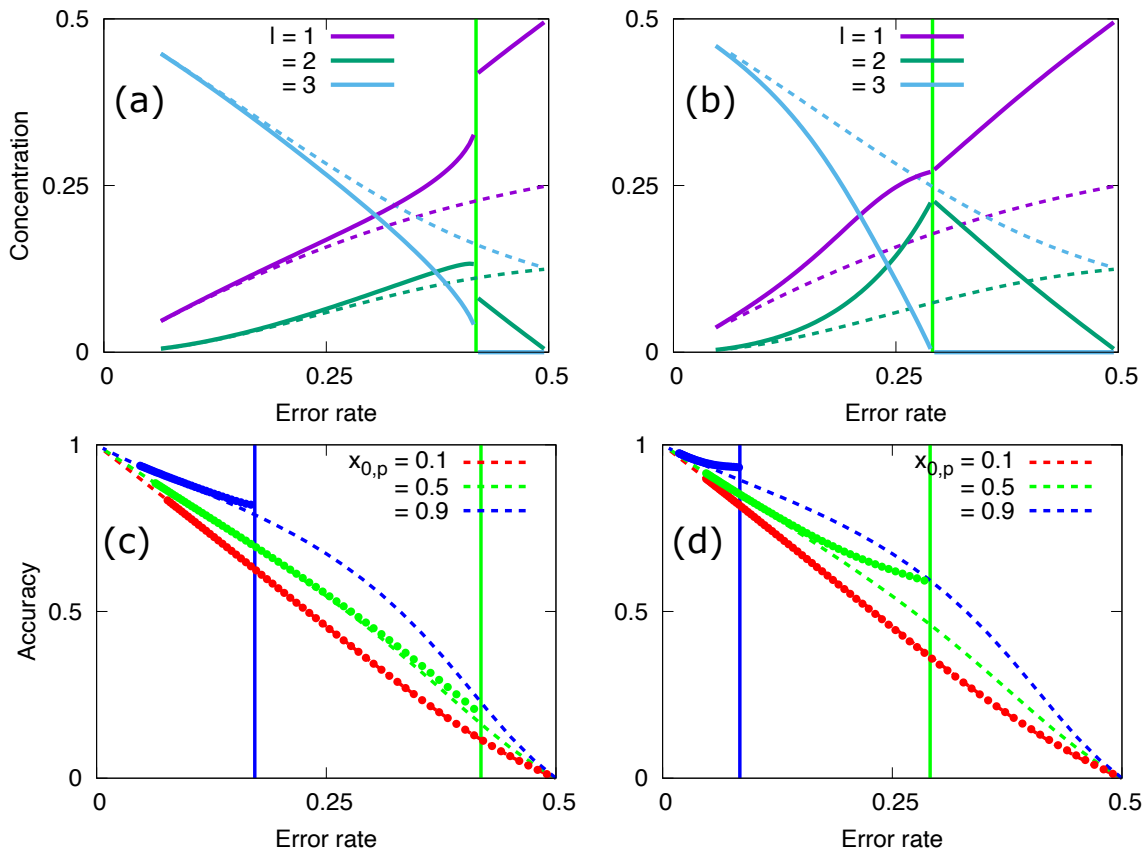 0.5
l = 1
= 2
= 3
(a)
Concentration
0.25
0
0
0.25
0.5
Error rate
l = 1
= 2
= 3
(b)
0.5
0.25
0
0
0.25
0.5
Error rate
1
x0,p = 0.1
= 0.5
= 0.9
(c)
Accuracy
0.5
0
0
0.25
0.5
Error rate
1
x0,p = 0.1
= 0.5
= 0.9
(d)
0.5
0
0
0.25
0.5
Error rate